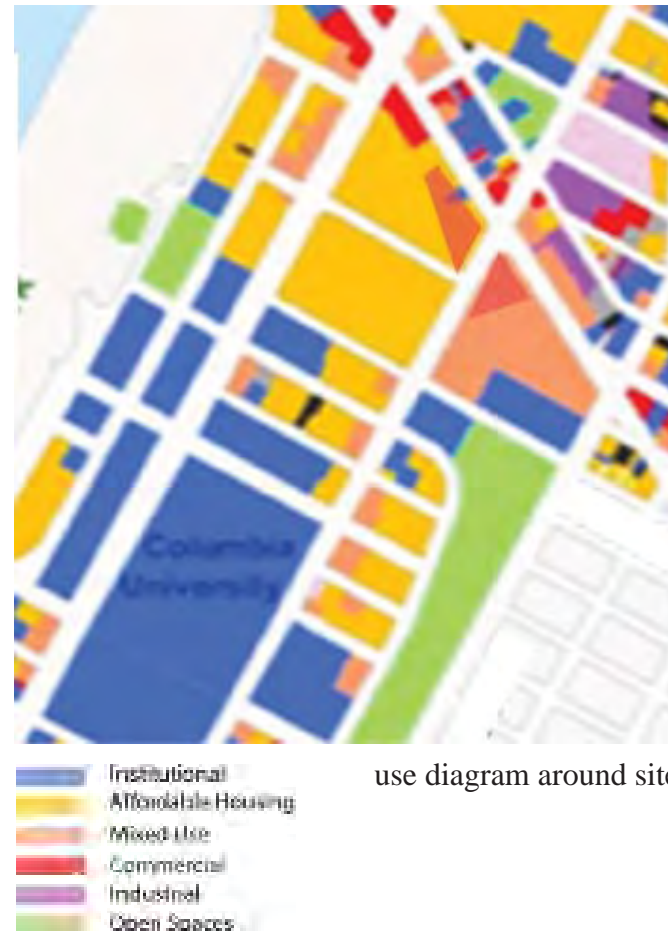 Columbia
University
Institutional
use diagram around site
Affordable Housing
Mixed Use
Commercial
Industrial
Open Spaces